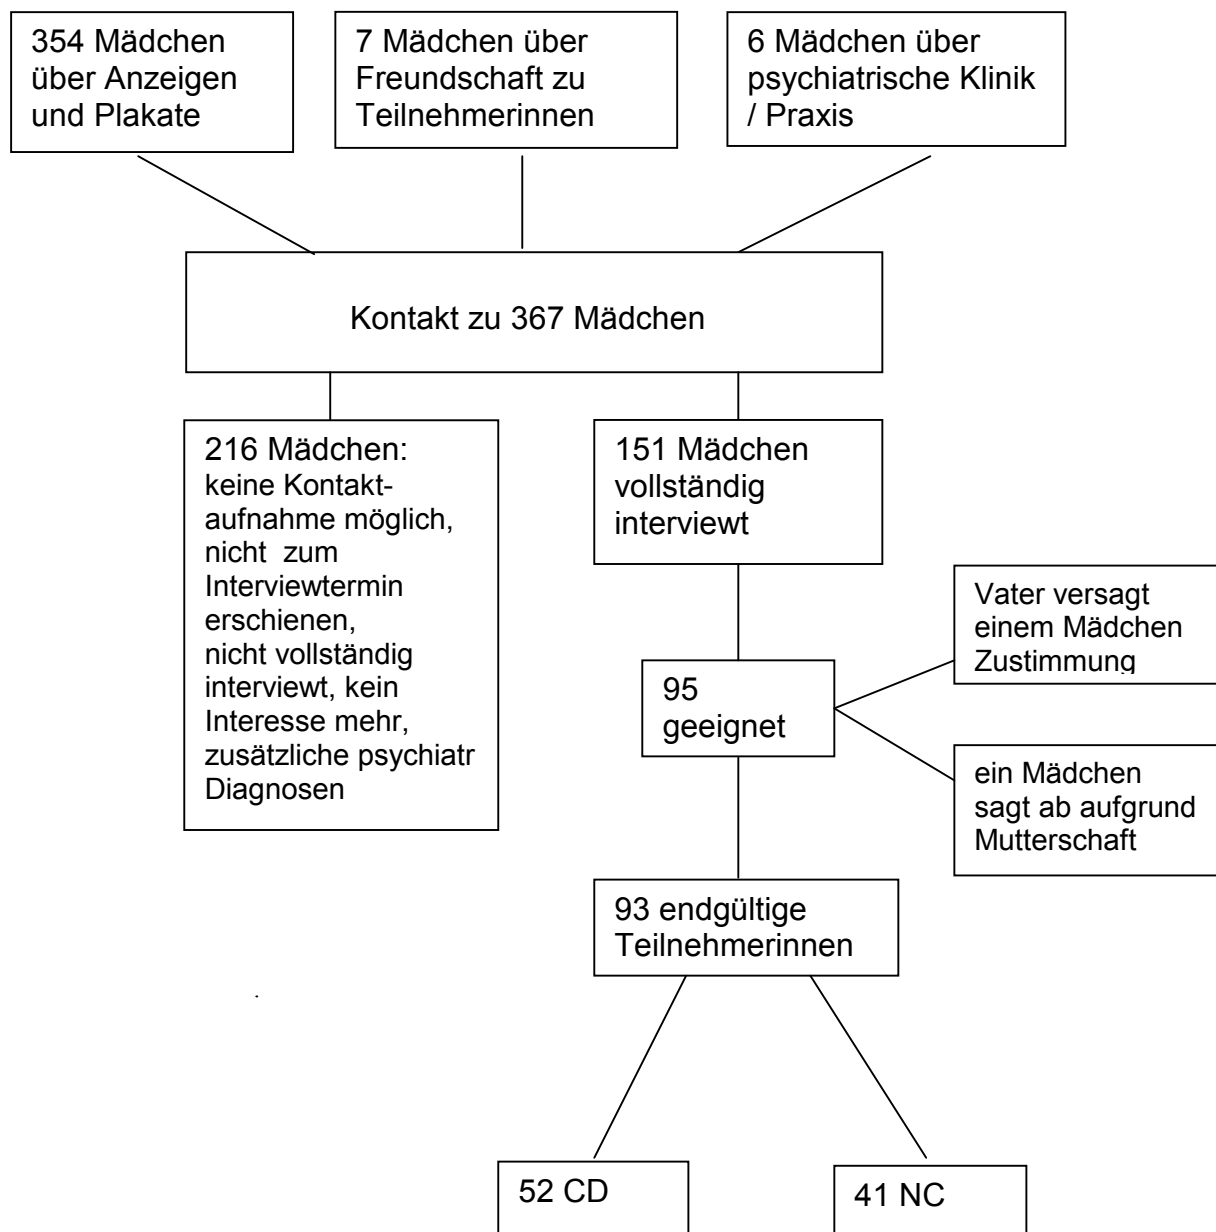 354 Mädchen
über Anzeigen
und Plakate
7 Mädchen über
Freundschaft zu
Teilnehmerinnen
6 Mädchen über
psychiatrische Klinik
/ Praxis
Kontakt zu 367 Mädchen
216 Mädchen:
keine Kontakt-
aufnahme möglich,
nicht zum
Interviewtermin
erschienen,
nicht vollständig
interviewt, kein
Interesse mehr,
zusätzliche psychiatr
Diagnosen
151 Mädchen
vollständig
interviewt
95
geeignet
Vater versagt
einem Mädchen
Zustimmung
ein Mädchen
sagt ab aufgrund
Mutterschaft
93 endgültige
Teilnehmerinnen
52 CD
41 NC